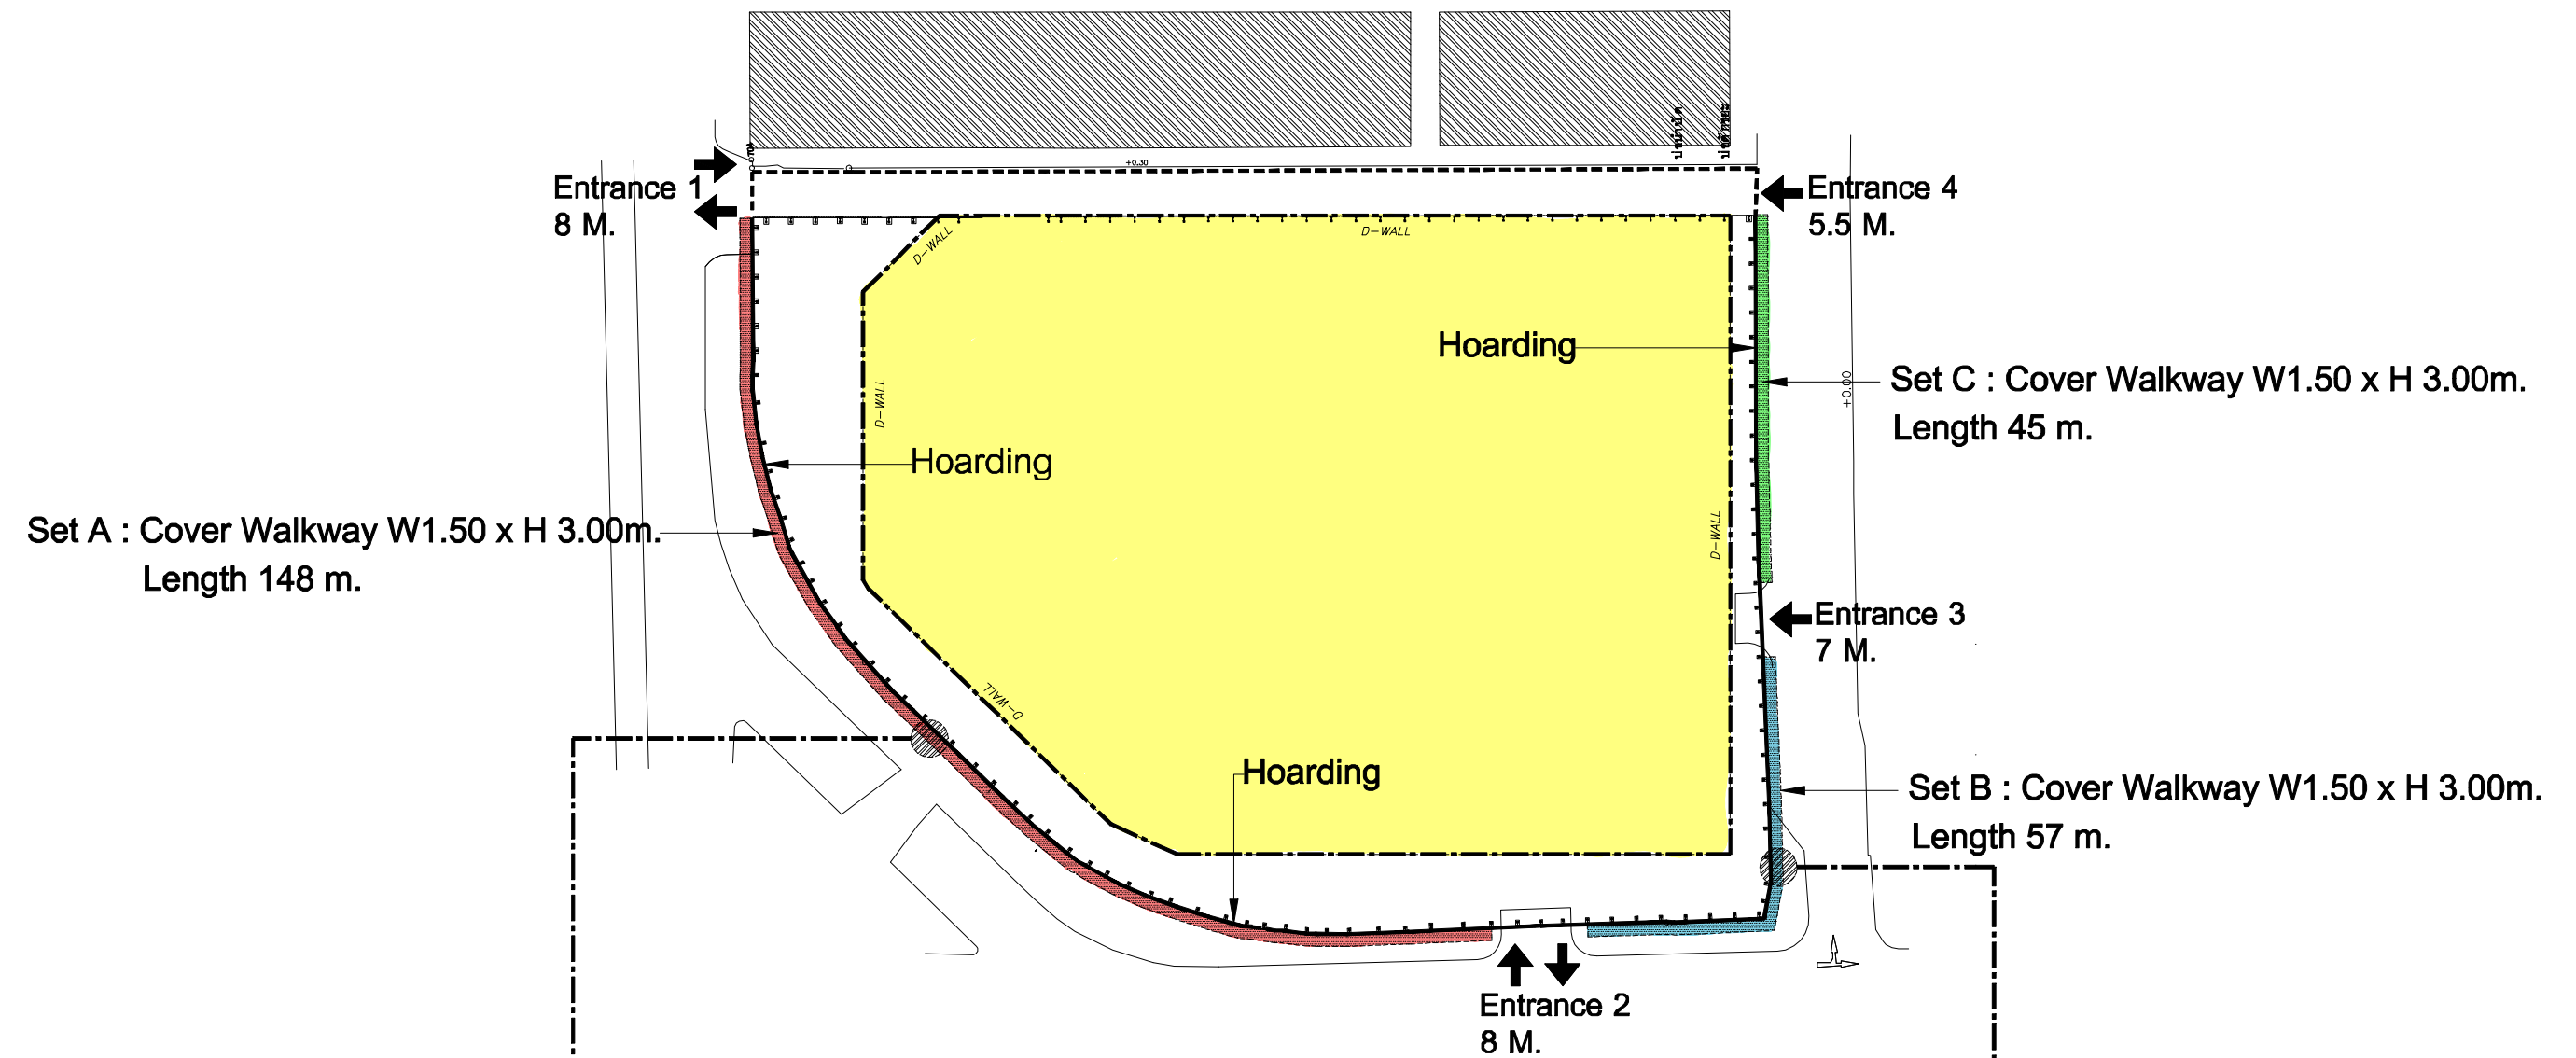 +0.30
Entrance 1
8 M.
Entrance 4
5.5 M.
D-WALL
D-WALL
Hoarding
Set C : Cover Walkway W1.50 x H 3.00m.
Length 45 m.
+0.00
D-WALL
Hoarding
Set A : Cover Walkway W1.50 x H 3.00m.
Length 148 m.
D-WALL
Entrance 3
7 M.
D-WALL
Hoarding
Set B : Cover Walkway W1.50 x H 3.00m.
Length 57 m.
Entrance 2
8 M.